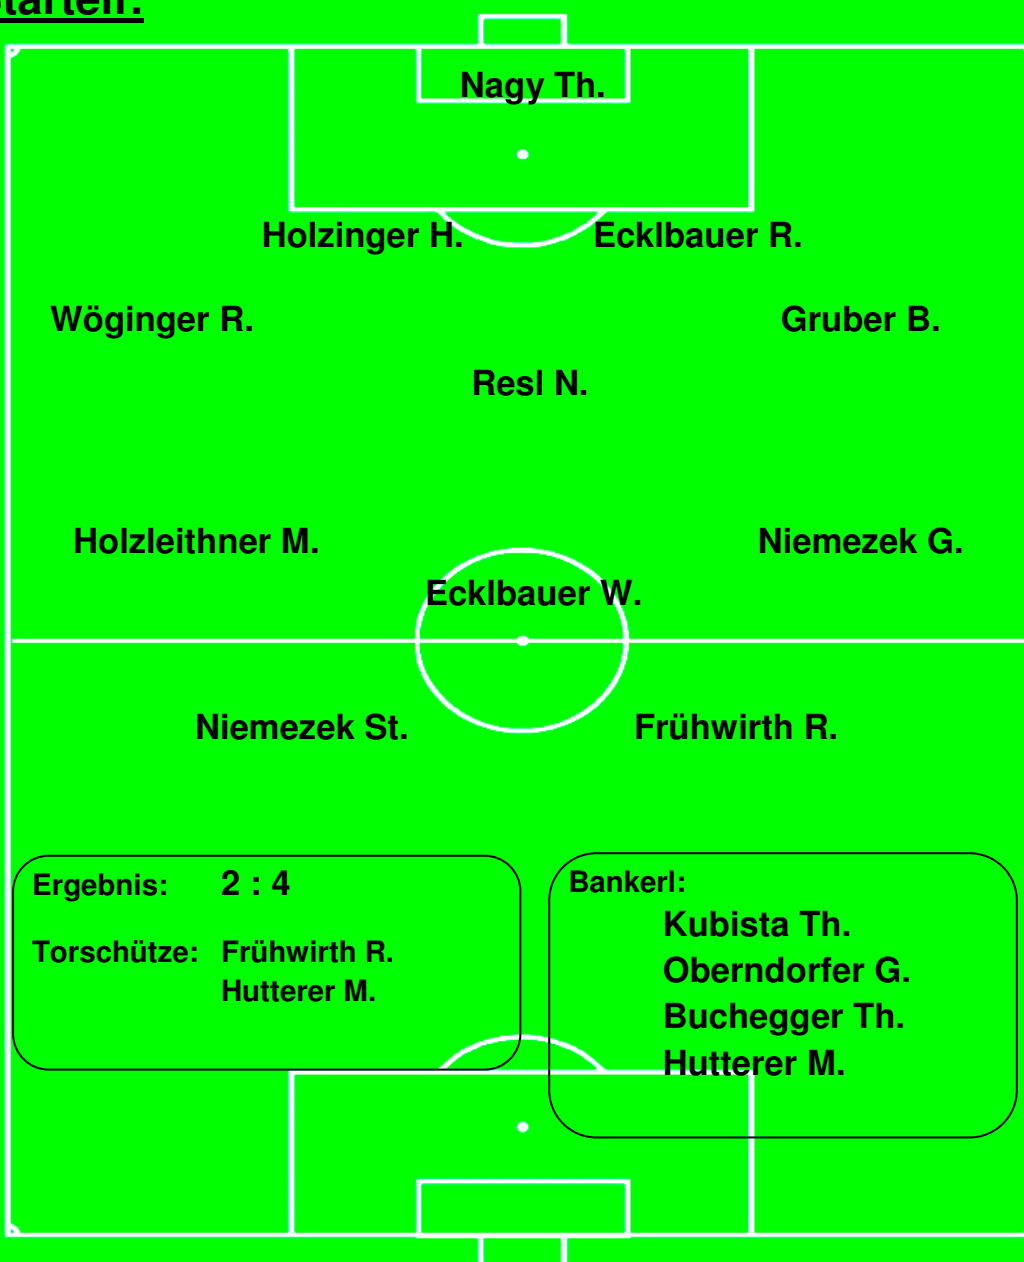 Nagy Th.
Holzinger H. Ecklbauer R.
Wöginger R. Gruber B.
Resl N.
Holzleithner M. Niemezek G.
Ecklbauer W.
Niemezek St. Frühwirth R.
Ergebnis: 2 : 4
Torschütze: Frühwirth R.
Hutterer M.
Bankerl:
Kubista Th.
Oberndorfer G.
Buchegger Th.
Hutterer M.